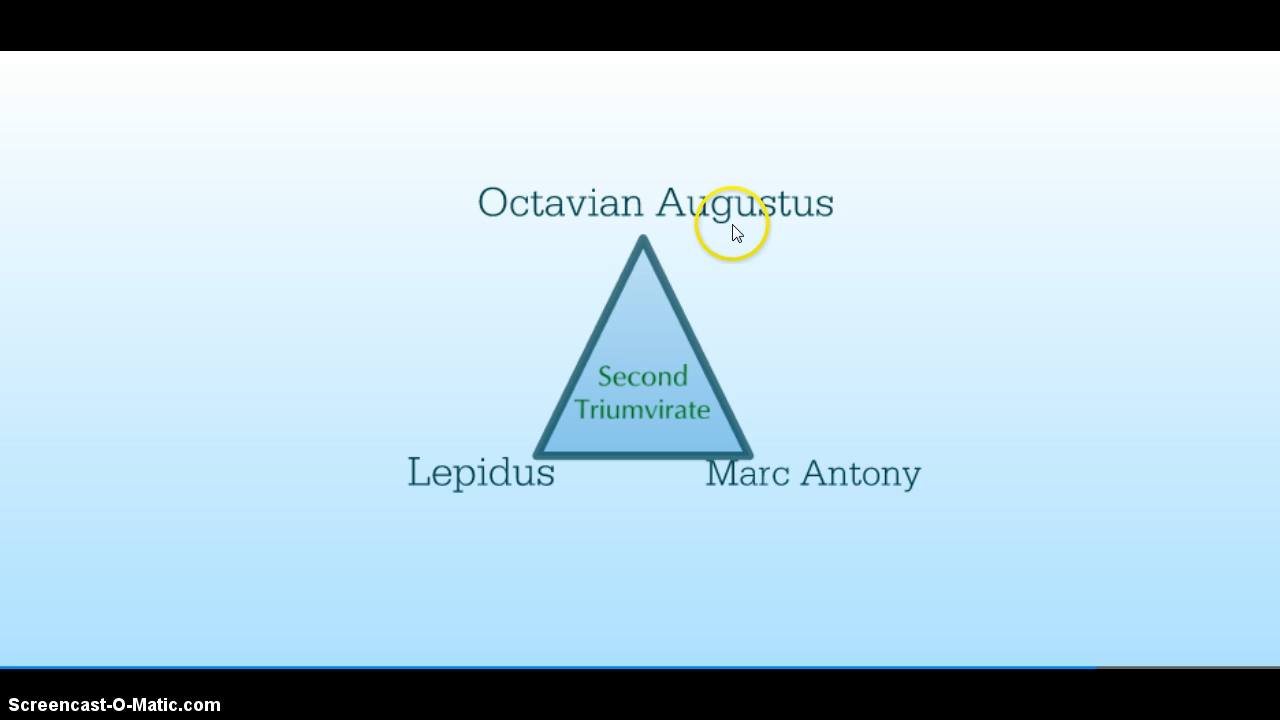 Octavian Augustus
Second
Triumvirate
Lepidus
Marc Antony
Screencast-O-Matic.com